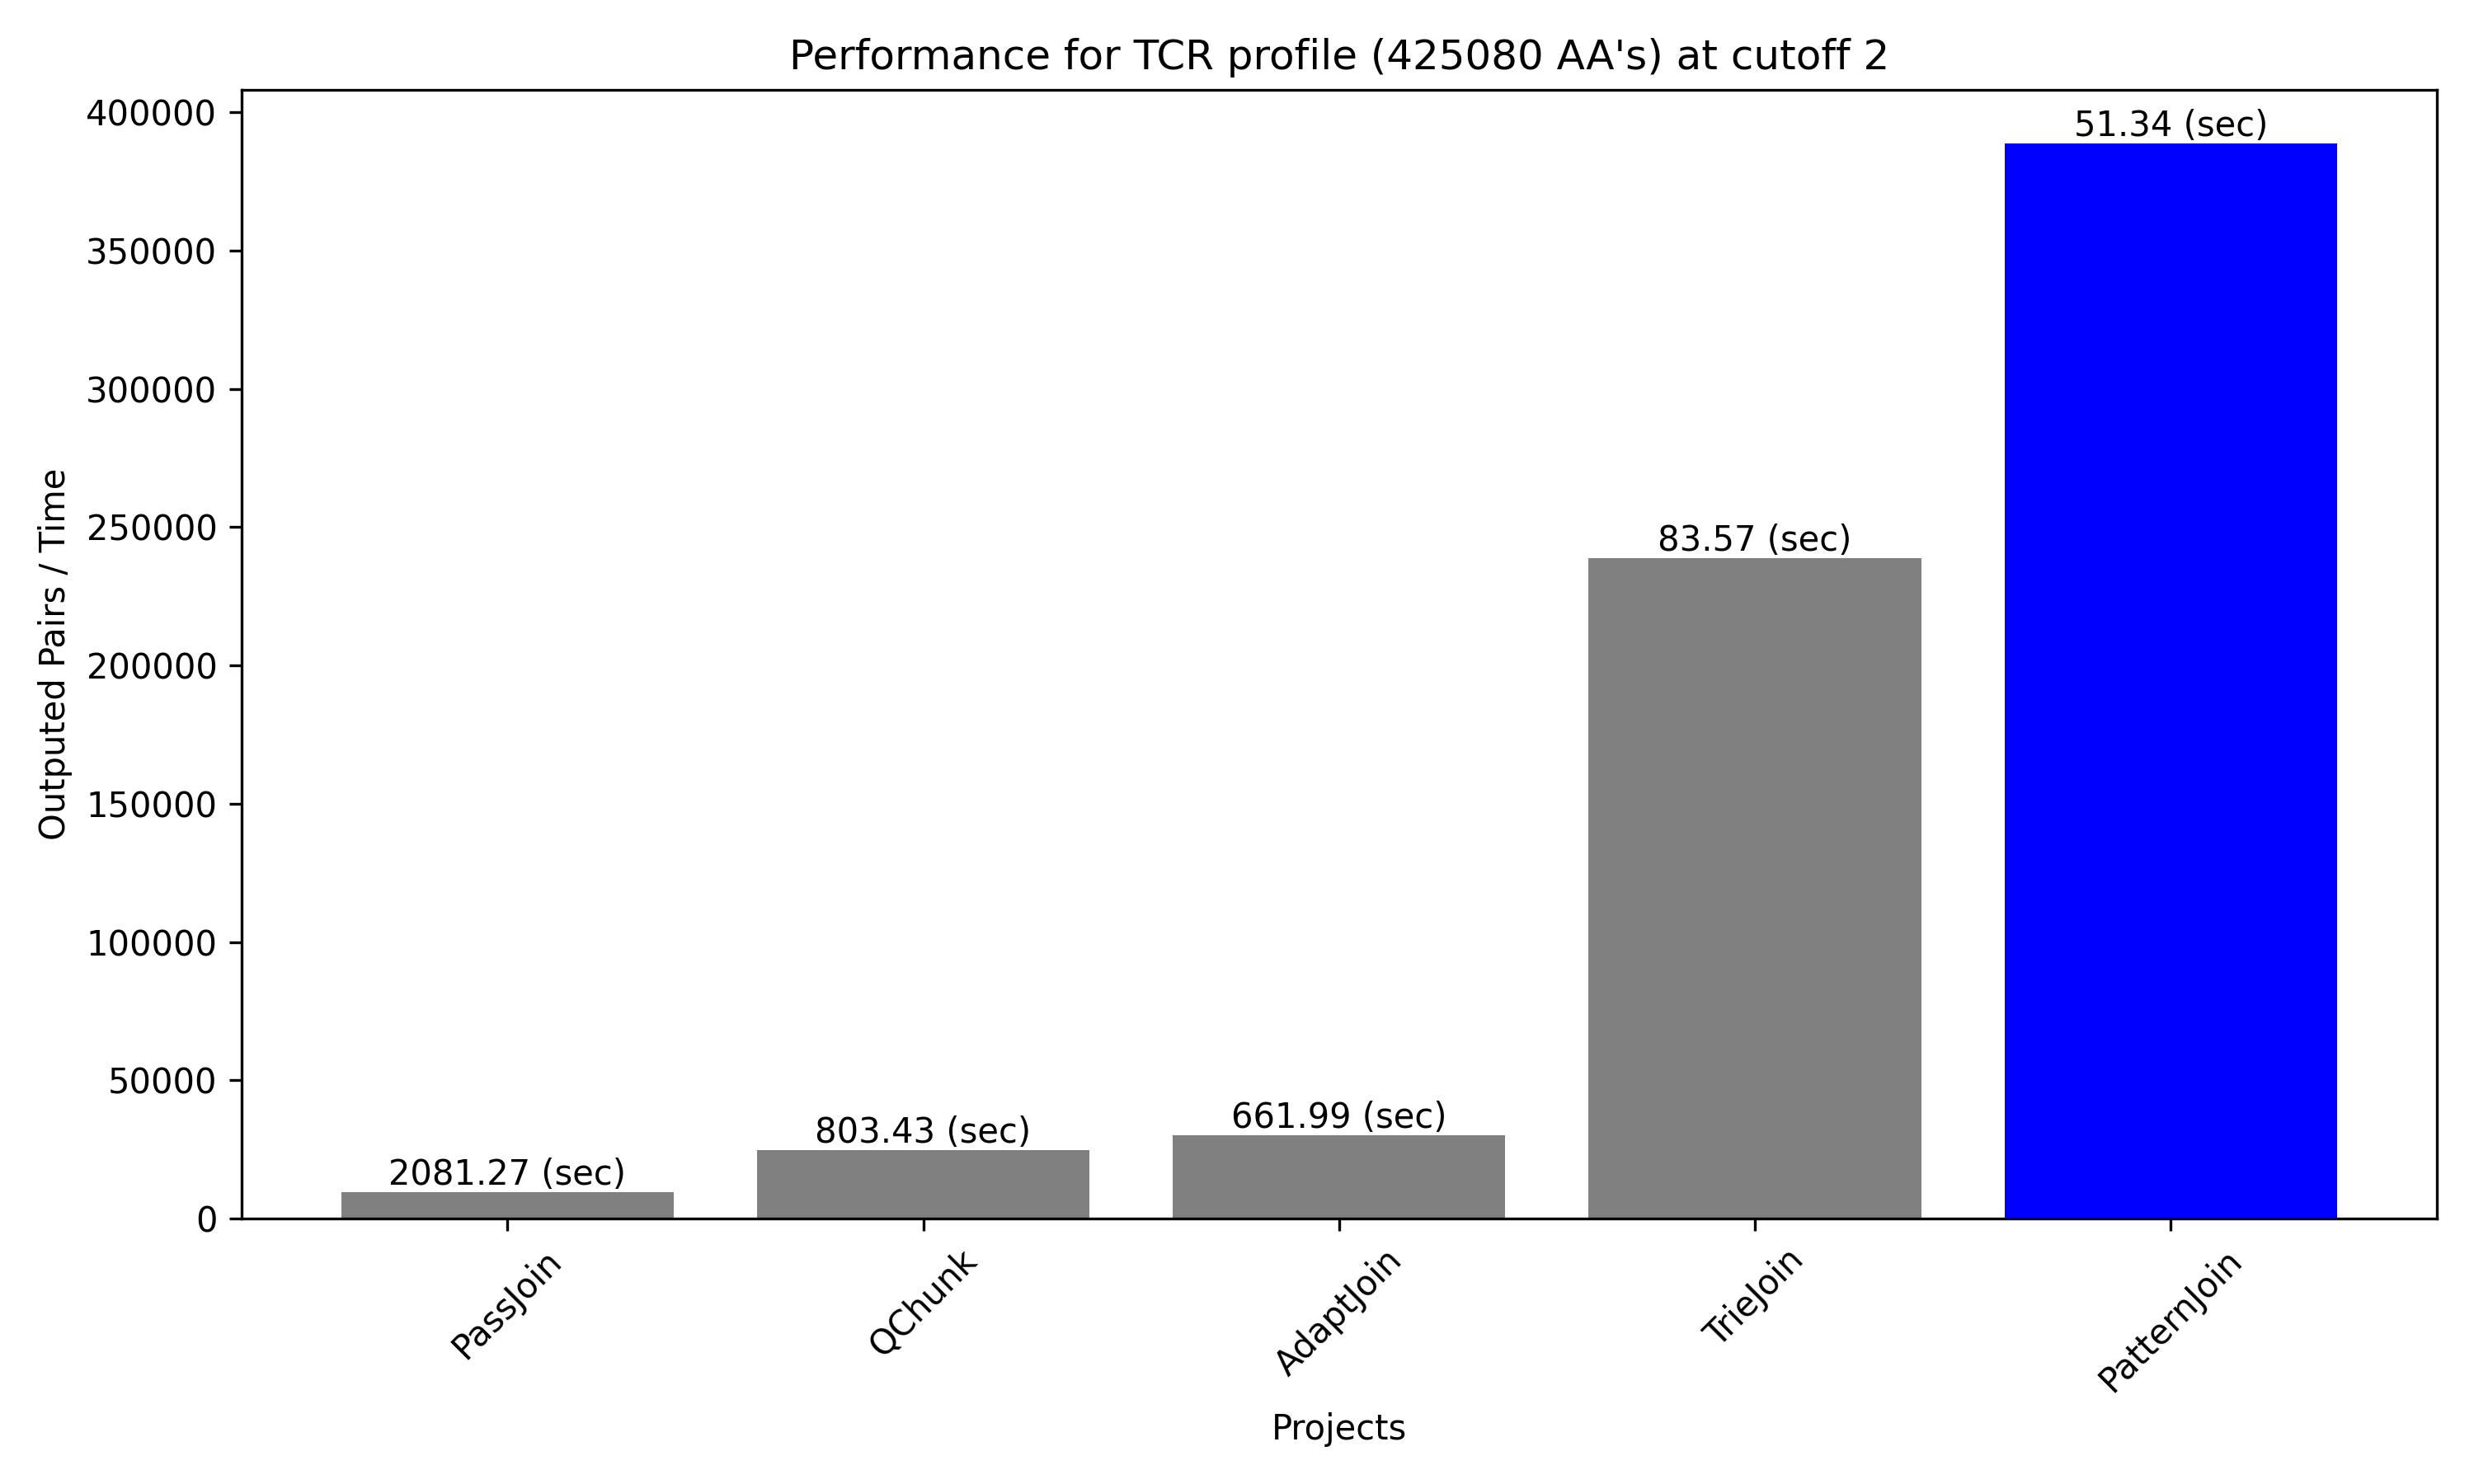 Performance for TCR profile (425080 AA's) at cutoff 2
Outputed Pairs / Time
400000
350000
300000
250000
200000
150000
100000
50000
0
2081.27 (sec)
803.43 (sec)
661.99 (sec)
83.57 (sec)
51.34 (sec)
PassJoin
QChunk
AdaptJoin
TrieJoin
PatternJoin
Projects